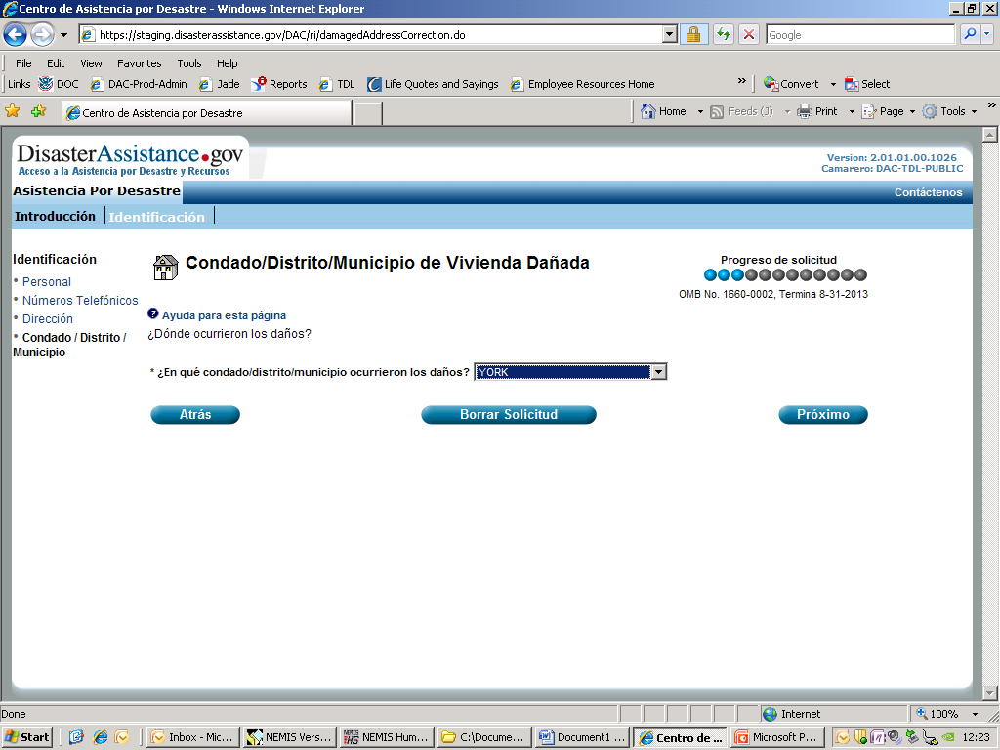 Centro de Asistencia por Desastre - Windows Internet Explorer
https://staging.disasterassistance.gov/DAC/ri/damagedAddressCorrection.do
Google
File Edit View Favorites Tools Help
Links DOC DAC-Prod-Admin Jade Reports TDL Life Quotes and Sayings Employee Resources Home » Convert Select
Centro de Asistencia por Desastre Home Feeds (J) Print Page Tools »
DisasterAssistance.gov
Acceso a la Asistencia por Desastre y Recursos
Version: 2.01.01.00.1026
Camarero: DAC-TDL-PUBLIC
Asistencia Por Desastre Contáctenos
Introducción Identificación
Identificación
• Personal
• Números Telefónicos
• Dirección
• Condado / Distrito /
Municipio
Condado/Distrito/Municipio de Vivienda Dañada
Progreso de solicitud
OMB No. 1660-0002, Termina 8-31-2013
? Ayuda para esta página
¿Dónde ocurrieron los daños?
* ¿En qué condado/distrito/municipio ocurrieron los daños? YORK
Atrás Borrar Solicitud Próximo
Done Internet 100%
Start Inbox - Mic... NEMIS Vers... NEMIS Hum... C:\Docume... Document1 ... Centro de ... Microsoft P... 12:23